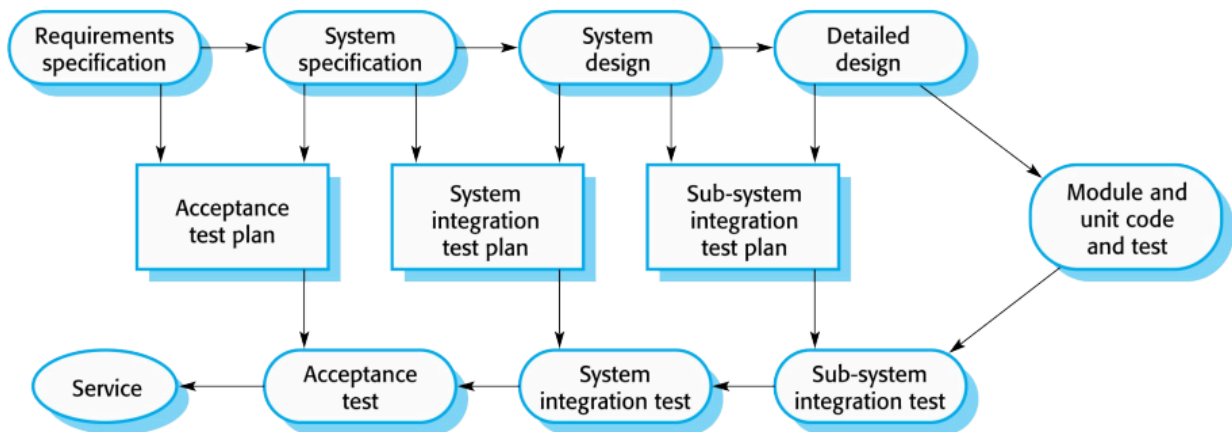 Requirements
specification
System
specification
System
design
Detailed
design
Acceptance
test plan
System
integration
test plan
Sub-system
integration
test plan
Module and
unit code
and test
Service
Acceptance
test
System
integration test
Sub-system
integration test